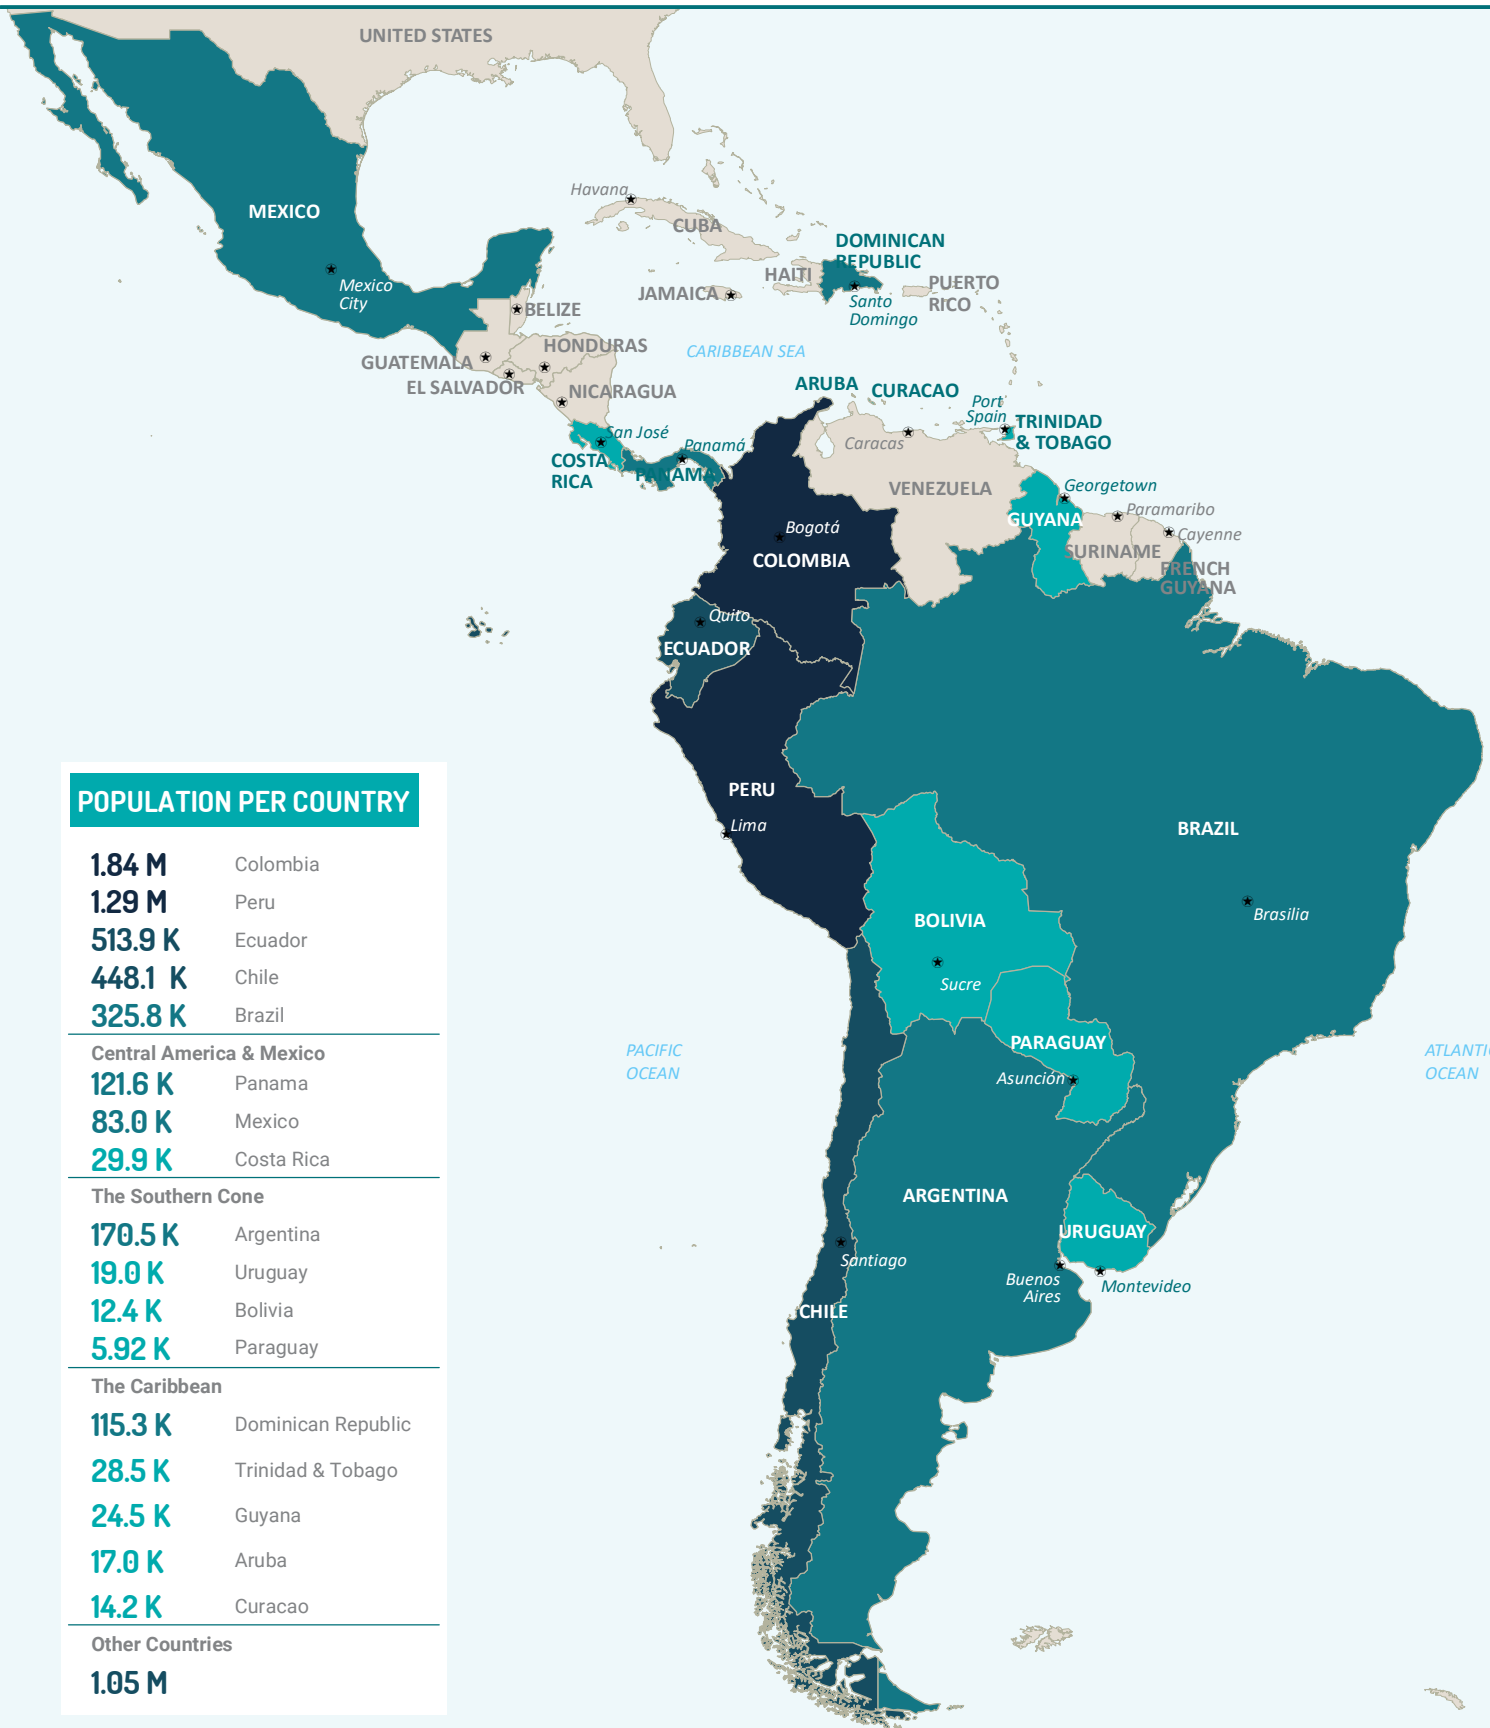 UNITED STATES
MEXICO
Mexico
City
Havana
CUBA
DOMINICAN
REPUBLIC
HAITI
JAMAICA
Santo
Domingo
PUERTO
RICO
BELIZE
HONDURAS
GUATEMALA
EL SALVADOR
NICARAGUA
CARIBBEAN SEA
ARUBA
CURACAO
Port
Spain
TRINIDAD
& TOBAGO
San José
COSTA
RICA
Panamá
PANAMA
Caracas
VENEZUELA
Georgetown
GUYANA
Paramaribo
SURINAME
Cayenne
FRENCH
GUYANA
Bogotá
COLOMBIA
Quito
ECUADOR
PERU
Lima
BRAZIL
Brasilia
BOLIVIA
Sucre
PARAGUAY
Asunción
PACIFIC
OCEAN
ATLANTIC
OCEAN
ARGENTINA
URUGUAY
Santiago
Buenos
Aires
Montevideo
CHILE
POPULATION PER COUNTRY
1.84 M Colombia
1.29 M Peru
513.9 K Ecuador
448.1 K Chile
325.8 K Brazil
Central America & Mexico
121.6 K Panama
83.0 K Mexico
29.9 K Costa Rica
The Southern Cone
170.5 K Argentina
19.0 K Uruguay
12.4 K Bolivia
5.92 K Paraguay
The Caribbean
115.3 K Dominican Republic
28.5 K Trinidad & Tobago
24.5 K Guyana
17.0 K Aruba
14.2 K Curacao
Other Countries
1.05 M